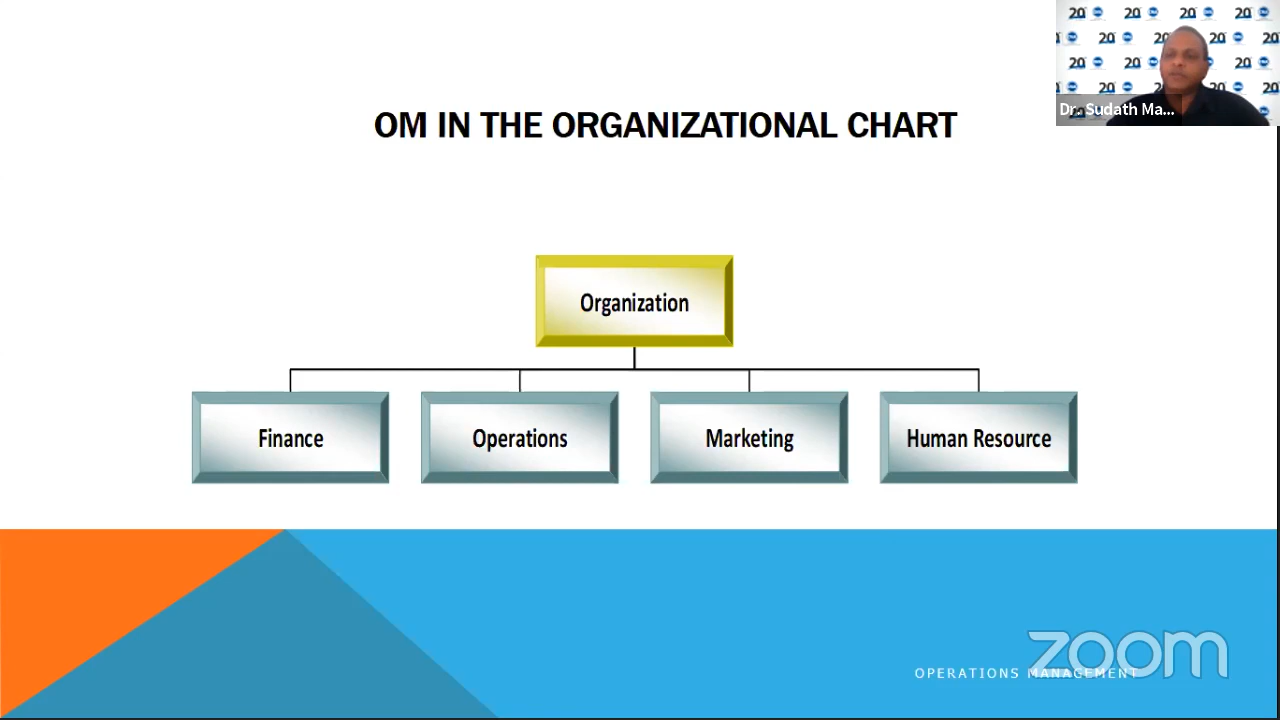 Dr. Sudath Ma...
OM IN THE ORGANIZATIONAL CHART
Organization
Finance
Operations
Marketing
Human Resource
OPERATIONS MANAGEMENT
zoom